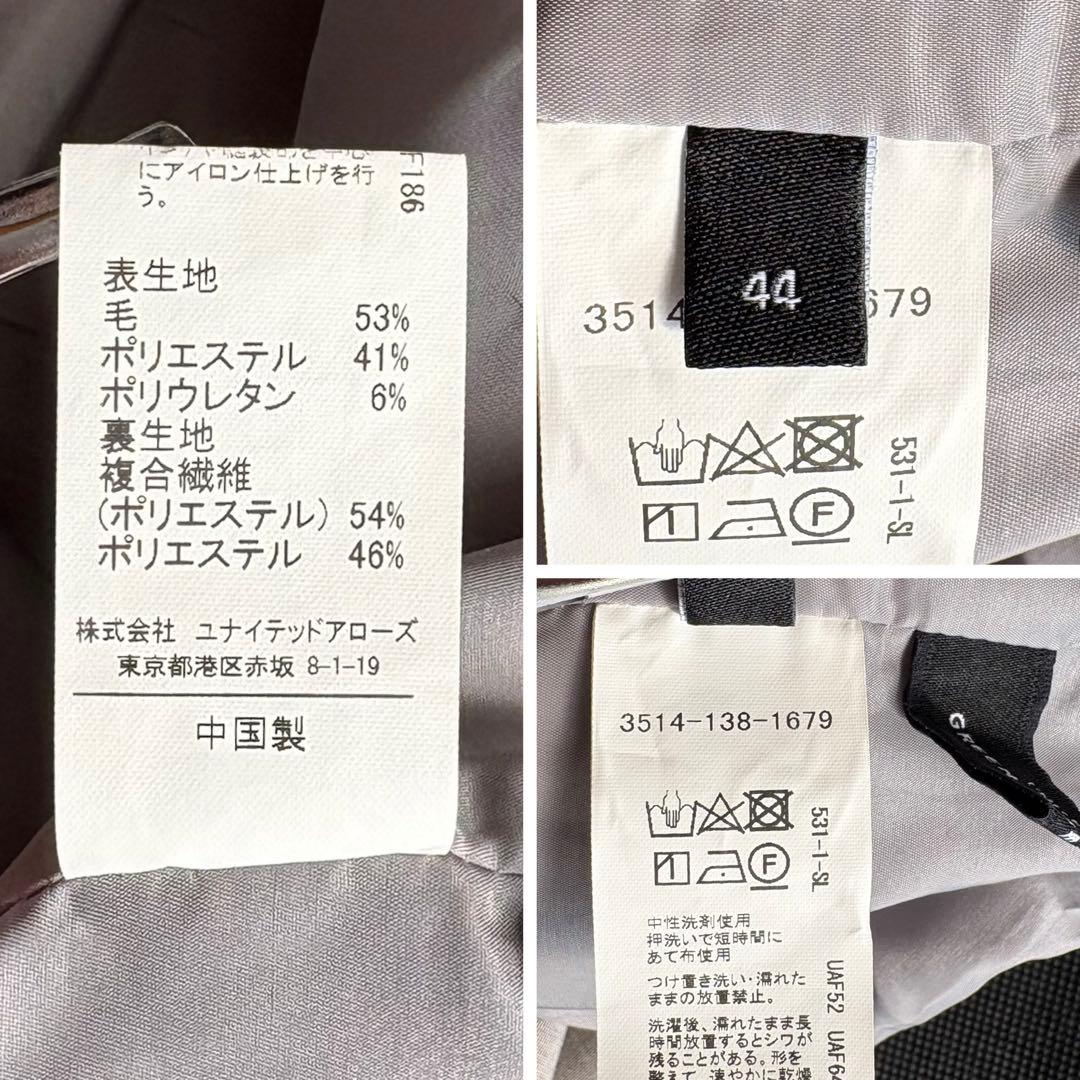 にアイロン仕上げを行
う。
F186
表生地
毛 53%
ポリエステル 41%
ポリウレタン 6%
裏生地
複合繊維
(ポリエステル) 54%
ポリエステル 46%
株式会社 ユナイテッドアローズ
東京都港区赤坂 8-1-19
中国製
44
3514 679
531-1-SL
1
F
3514-138-1679
531-1-SL
1
F
中性洗剤使用
押洗いで短時間に
あて布使用
つけ置き洗い・濡れた
ままの放置禁止。
洗濯後、濡れたまま長
時間放置するとシワが
残ることがある。形を
整えて、速やかに乾燥
UAF52 UAF64
GREEN